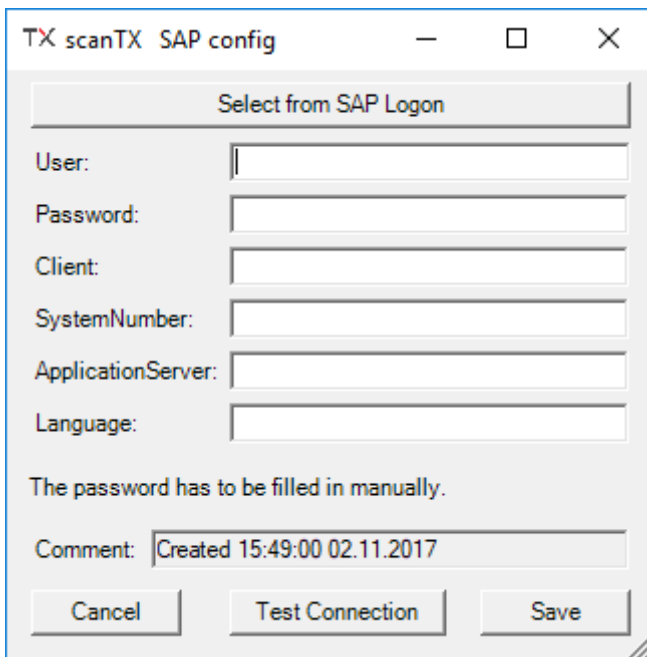 TX scanTX SAP config
Select from SAP Logon
User:
Password:
Client:
SystemNumber:
ApplicationServer:
Language:
The password has to be filled in manually.
Comment: Created 15:49:00 02.11.2017
Cancel Test Connection Save